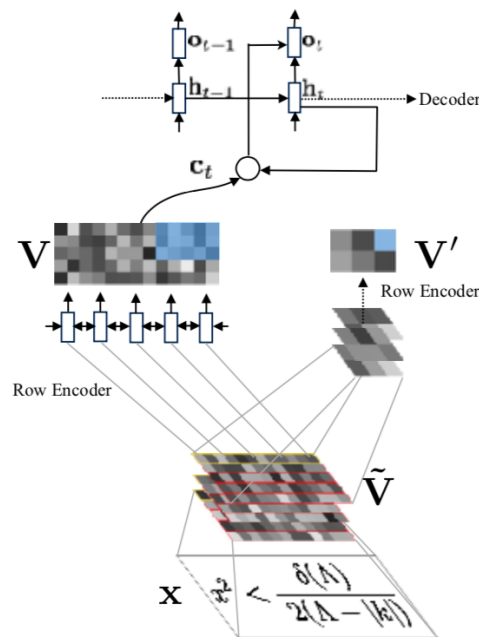 o_{t−1} o_t
h_{t−1} h_t Decoder
c_t
V V′
Row Encoder
Row Encoder
Ṽ
x x² < δ(Λ) / 2(Λ − |k|)